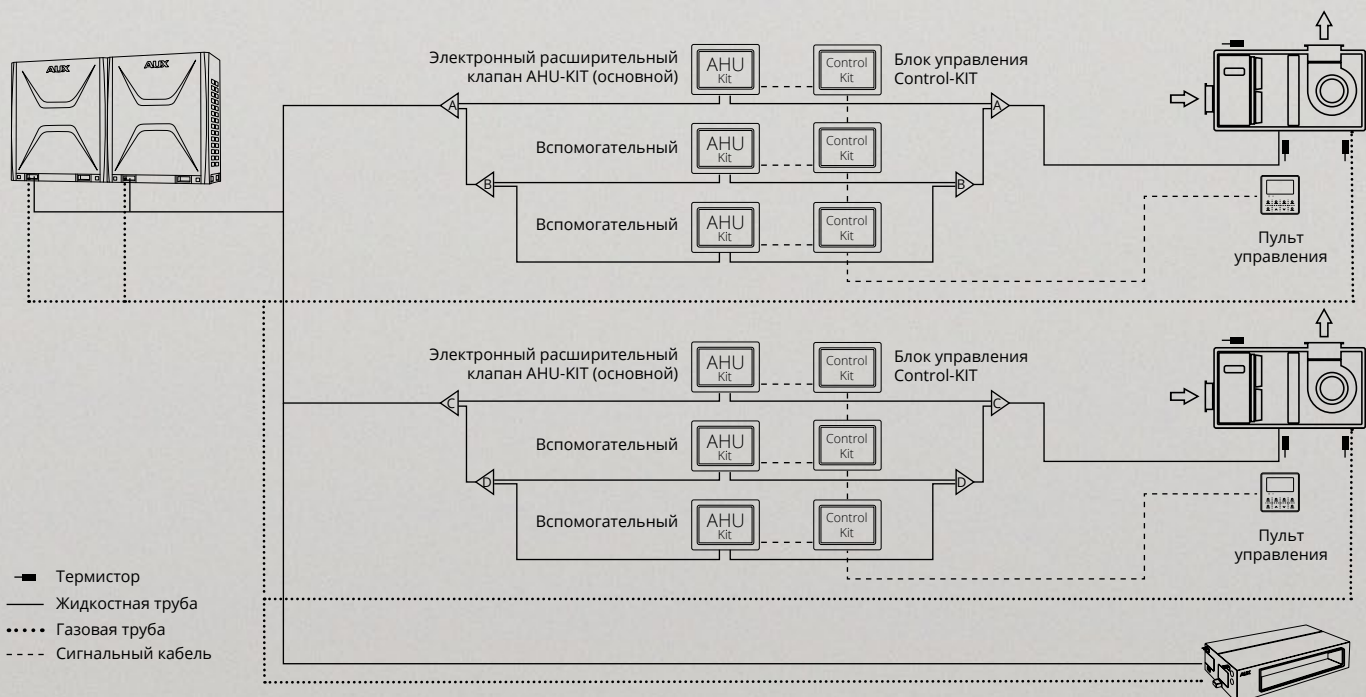 AUX AUX
Электронный расширительный
клапан AHU-KIT (основной)
AHU
Kit
Control
Kit
Блок управления
Control-KIT
A
A
Вспомогательный
AHU
Kit
Control
Kit
B
B
Вспомогательный
AHU
Kit
Control
Kit
Пульт
управления
Электронный расширительный
клапан AHU-KIT (основной)
AHU
Kit
Control
Kit
Блок управления
Control-KIT
C
C
Вспомогательный
AHU
Kit
Control
Kit
D
D
Вспомогательный
AHU
Kit
Control
Kit
Пульт
управления
Термистор
Жидкостная труба
Газовая труба
Сигнальный кабель
AUX